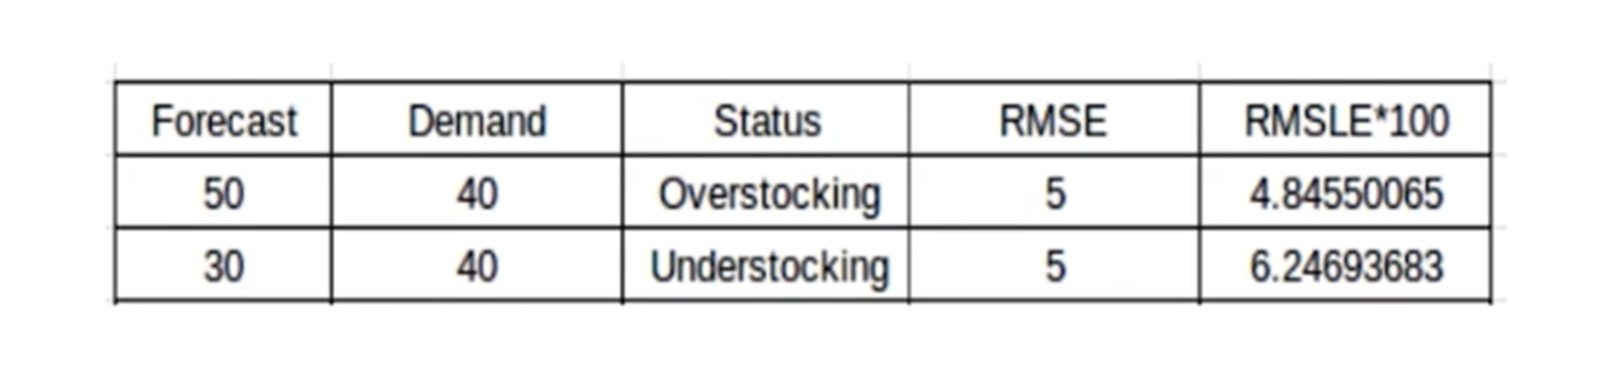 Forecast Demand Status RMSE RMSLE*100
50 40 Overstocking 5 4.84550065
30 40 Understocking 5 6.24693683